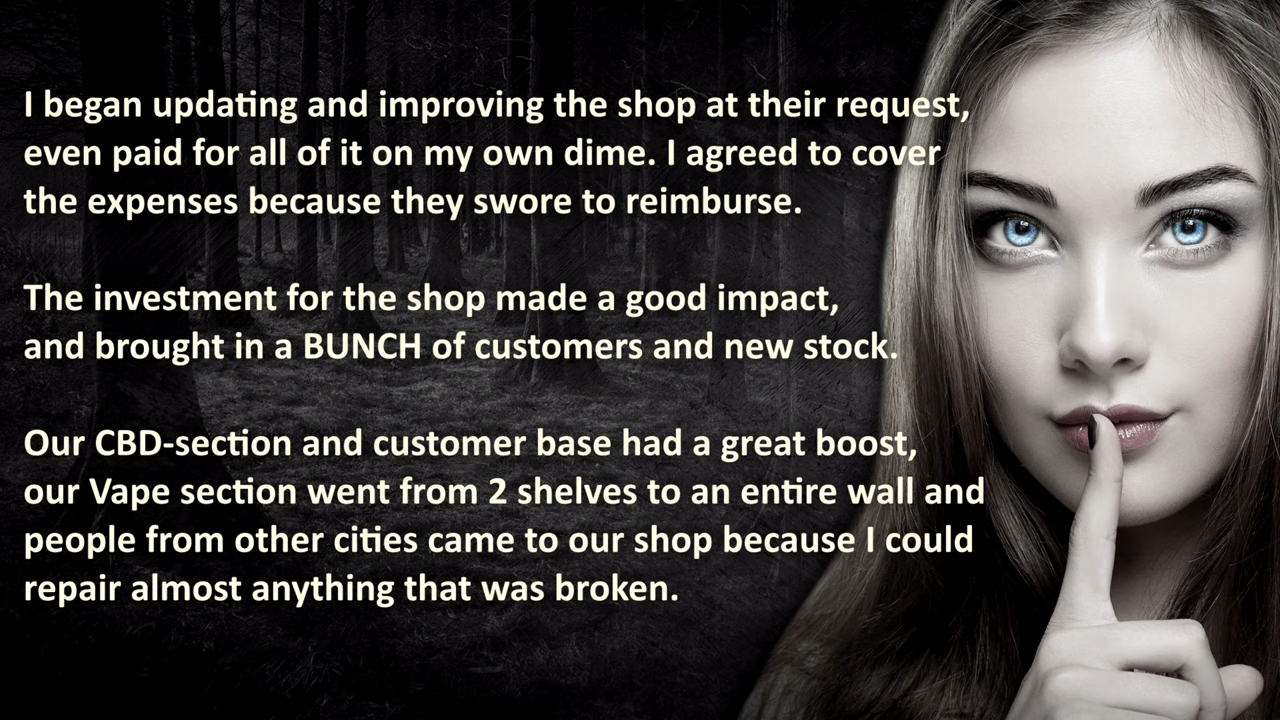 I began updating and improving the shop at their request,
even paid for all of it on my own dime. I agreed to cover
the expenses because they swore to reimburse.
The investment for the shop made a good impact,
and brought in a BUNCH of customers and new stock.
Our CBD-section and customer base had a great boost,
our Vape section went from 2 shelves to an entire wall and
people from other cities came to our shop because I could
repair almost anything that was broken.